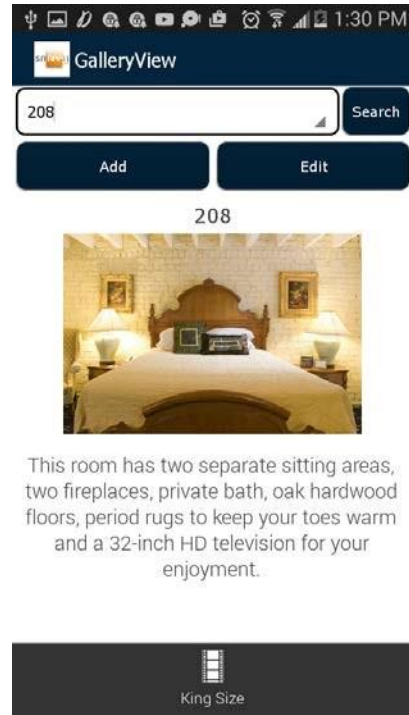 1:30 PM
GalleryView
208
Search
Add
Edit
208
This room has two separate sitting areas,
two fireplaces, private bath, oak hardwood
floors, period rugs to keep your toes warm
and a 32-inch HD television for your
enjoyment.
King Size